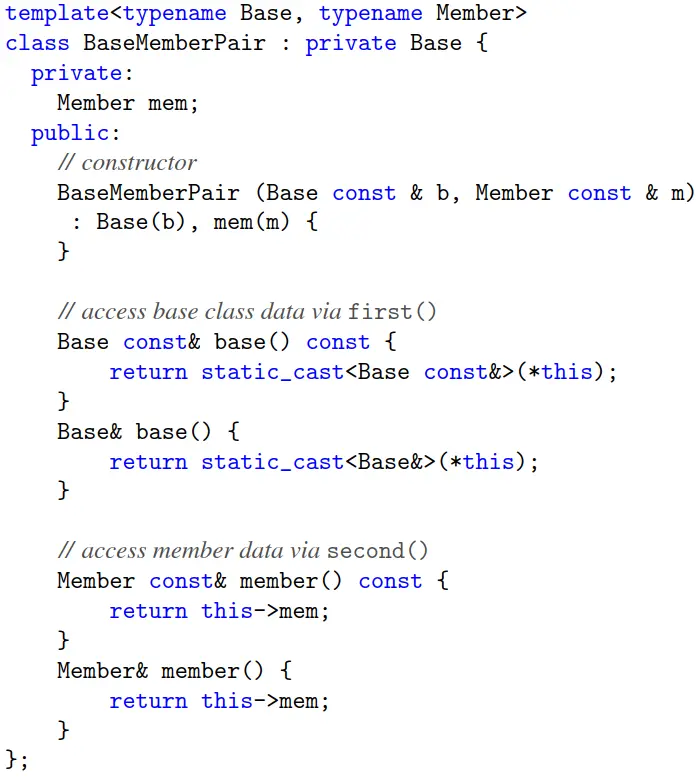 template<typename Base, typename Member>
class BaseMemberPair : private Base {
  private:
    Member mem;
  public:
    // constructor
    BaseMemberPair (Base const & b, Member const & m)
     : Base(b), mem(m) {
    }

    // access base class data via first()
    Base const& base() const {
        return static_cast<Base const&>(*this);
    }
    Base& base() {
        return static_cast<Base&>(*this);
    }

    // access member data via second()
    Member const& member() const {
        return this->mem;
    }
    Member& member() {
        return this->mem;
    }
};